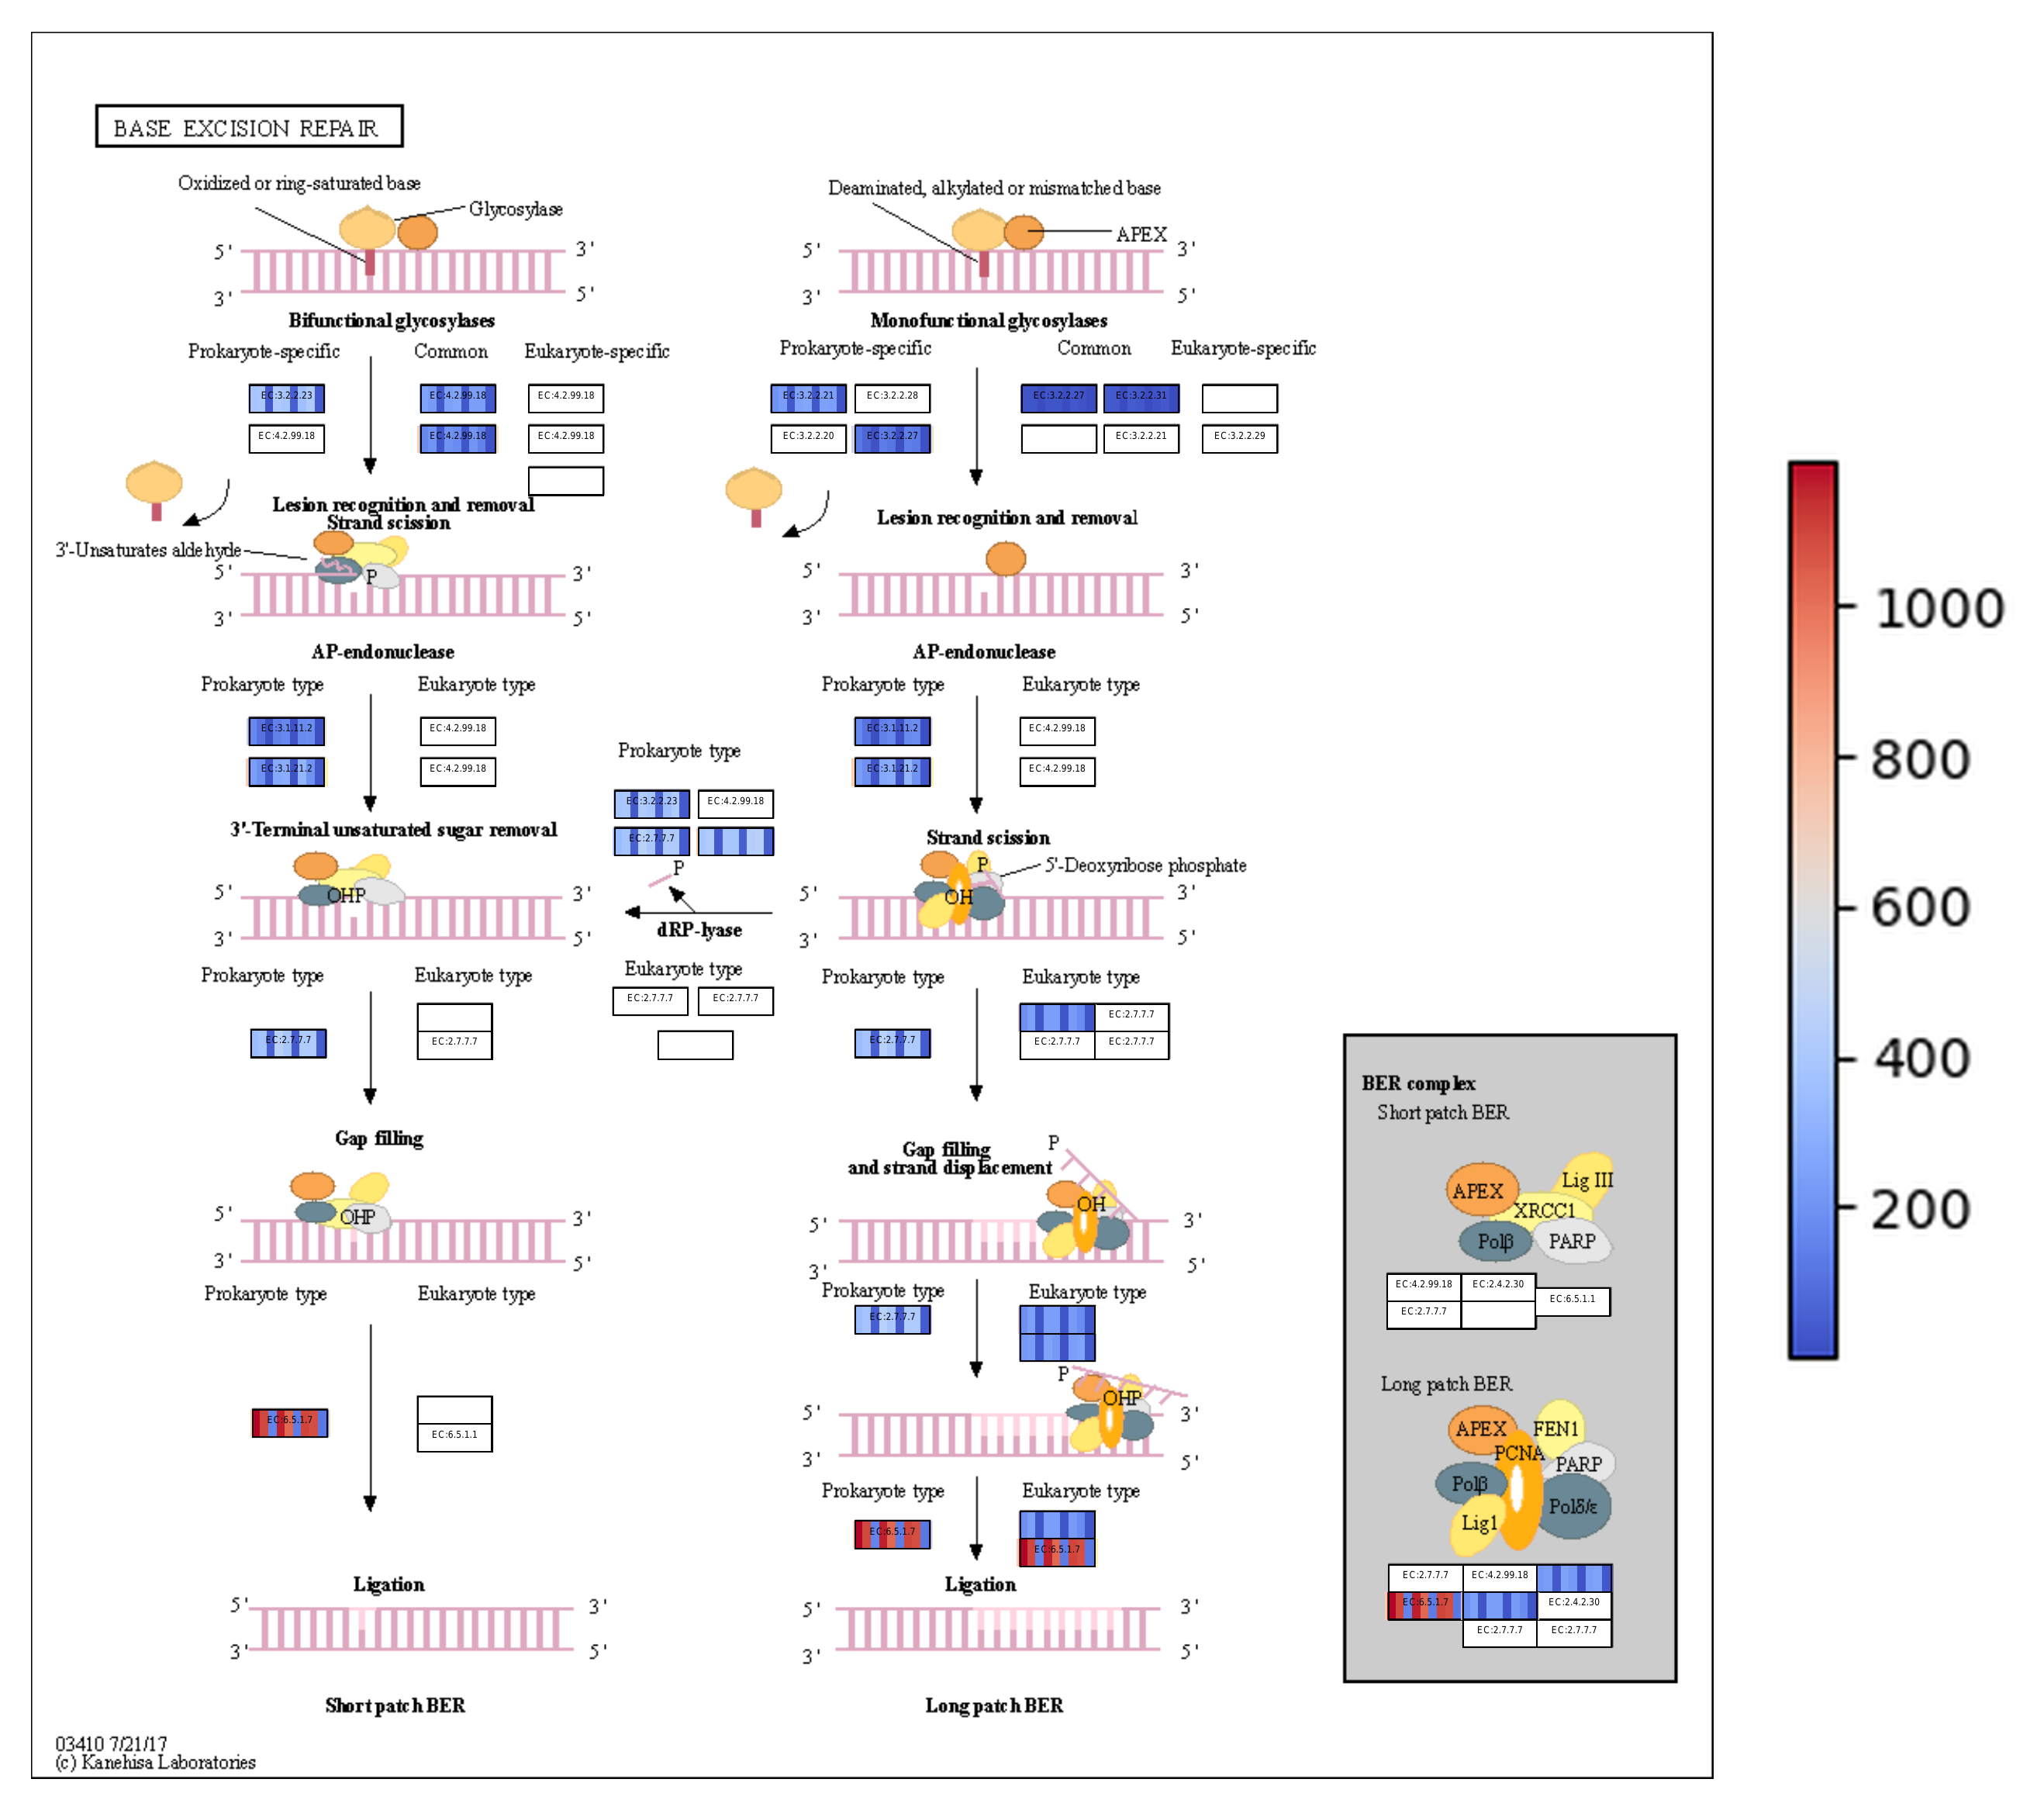 BASE EXCISION REPAIR
Oxidized or ring-saturated base
Glycosylase
5' 3'
3' 5'
Bifunctional glycosylases
Prokaryote-specific Common Eukaryote-specific
EC:3.2.2.23 EC:4.2.99.18 EC:4.2.99.18
EC:4.2.99.18 EC:4.2.99.18 EC:4.2.99.18
Lesion recognition and removal
Strand scission
3'-Unsaturates aldehyde
P
5' 3'
3' 5'
AP-endonuclease
Prokaryote type Eukaryote type
EC:3.1.11.2 EC:4.2.99.18
EC:3.1.21.2 EC:4.2.99.18
3'-Terminal unsaturated sugar removal
OHP
5' 3'
3' 5'
Prokaryote type Eukaryote type
EC:2.7.7.7 EC:2.7.7.7
Gap filling
OHP
5' 3'
3' 5'
Prokaryote type Eukaryote type
EC:6.5.1.7 EC:6.5.1.1
Ligation
5' 3'
3' 5'
Short patch BER
03410 7/21/17
(c) Kanehisa Laboratories
Prokaryote type
EC:3.2.2.23 EC:4.2.99.18
EC:2.7.7.7
P
dRP-lyase
Eukaryote type
EC:2.7.7.7 EC:2.7.7.7
Deaminated, alkylated or mismatched base
APEX
5' 3'
3' 5'
Monofunctional glycosylases
Prokaryote-specific Common Eukaryote-specific
EC:3.2.2.21 EC:3.2.2.28 EC:3.2.2.27 EC:3.2.2.31
EC:3.2.2.20 EC:3.2.2.27 EC:3.2.2.21 EC:3.2.2.29
Lesion recognition and removal
5' 3'
3' 5'
AP-endonuclease
Prokaryote type Eukaryote type
EC:3.1.11.2 EC:4.2.99.18
EC:3.1.21.2 EC:4.2.99.18
Strand scission
P
5'-Deoxyribose phosphate
OH
5' 3'
3' 5'
Prokaryote type Eukaryote type
EC:2.7.7.7
EC:2.7.7.7 EC:2.7.7.7 EC:2.7.7.7
Gap filling
and strand displacement
P
OH
5' 3'
3' 5'
Prokaryote type Eukaryote type
EC:2.7.7.7
P
OHP
5' 3'
3' 5'
Prokaryote type Eukaryote type
EC:6.5.1.7 EC:6.5.1.7
Ligation
5' 3'
3' 5'
Long patch BER
BER complex
Short patch BER
APEX Lig III
XRCC1
Polβ PARP
EC:4.2.99.18 EC:2.4.2.30
EC:6.5.1.1
EC:2.7.7.7
Long patch BER
APEX FEN1
PCNA
PARP
Polβ
Polδ/ε
Lig1
EC:2.7.7.7 EC:4.2.99.18
EC:6.5.1.7 EC:2.4.2.30
EC:2.7.7.7 EC:2.7.7.7
1000
800
600
400
200